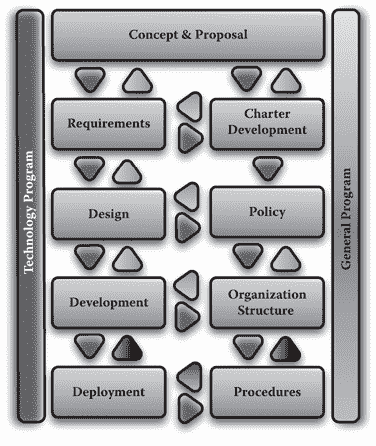 Concept & Proposal
Technology Program
Requirements
Charter
Development
Design
Policy
Development
Organization
Structure
Deployment
Procedures
General Program